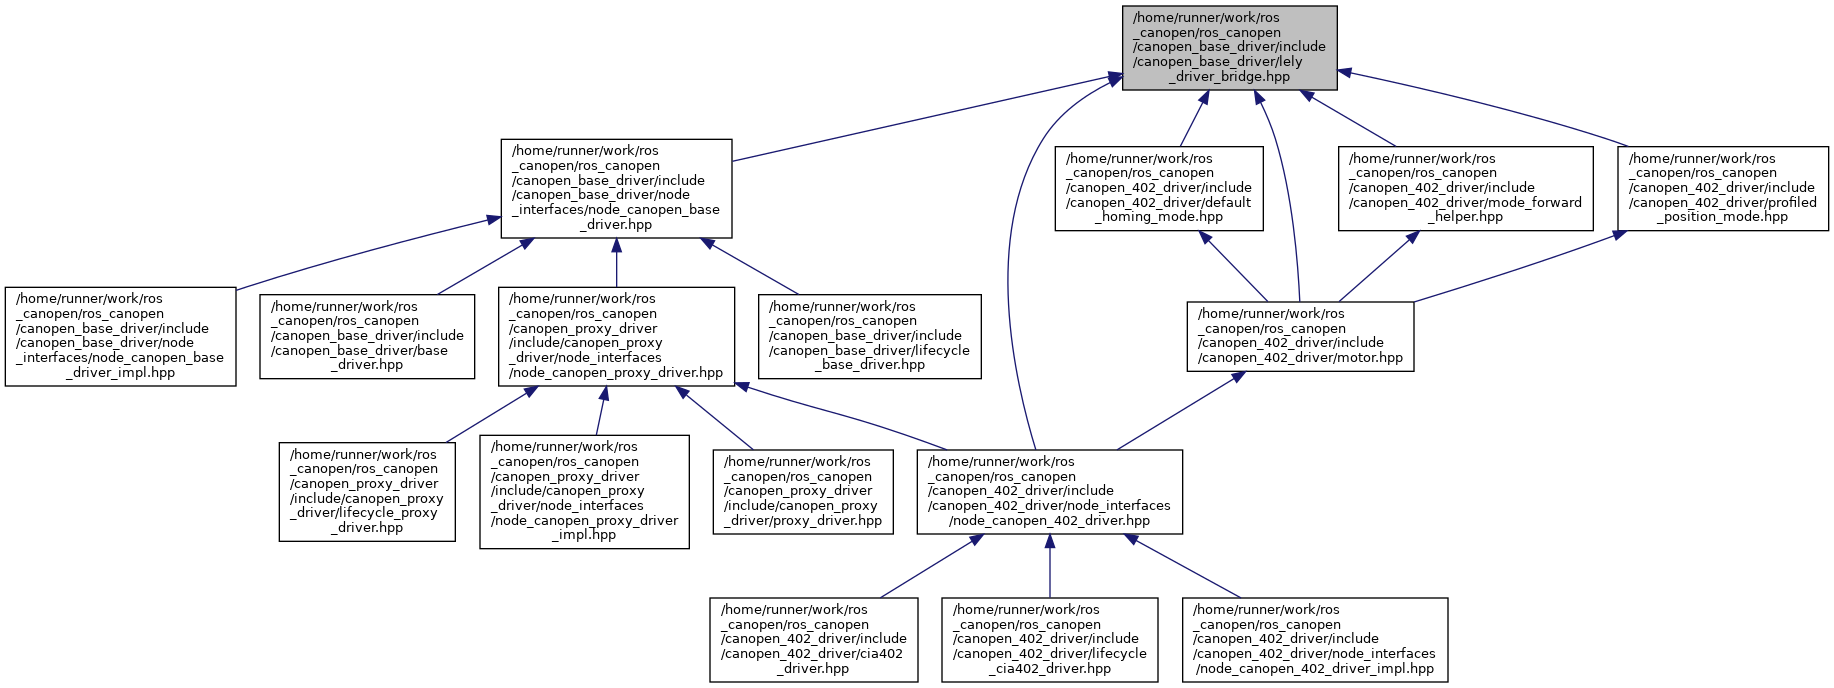 /home/runner/work/ros
_canopen/ros_canopen
/canopen_base_driver/include
/canopen_base_driver/lely
_driver_bridge.hpp
/home/runner/work/ros
_canopen/ros_canopen
/canopen_base_driver/include
/canopen_base_driver/node
_interfaces/node_canopen_base
_driver.hpp
/home/runner/work/ros
_canopen/ros_canopen
/canopen_402_driver/include
/canopen_402_driver/default
_homing_mode.hpp
/home/runner/work/ros
_canopen/ros_canopen
/canopen_402_driver/include
/canopen_402_driver/mode_forward
_helper.hpp
/home/runner/work/ros
_canopen/ros_canopen
/canopen_402_driver/include
/canopen_402_driver/profiled
_position_mode.hpp
/home/runner/work/ros
_canopen/ros_canopen
/canopen_base_driver/include
/canopen_base_driver/node
_interfaces/node_canopen_base
_driver_impl.hpp
/home/runner/work/ros
_canopen/ros_canopen
/canopen_base_driver/include
/canopen_base_driver/base
_driver.hpp
/home/runner/work/ros
_canopen/ros_canopen
/canopen_proxy_driver
/include/canopen_proxy
_driver/node_interfaces
/node_canopen_proxy_driver.hpp
/home/runner/work/ros
_canopen/ros_canopen
/canopen_base_driver/include
/canopen_base_driver/lifecycle
_base_driver.hpp
/home/runner/work/ros
_canopen/ros_canopen
/canopen_402_driver/include
/canopen_402_driver/motor.hpp
/home/runner/work/ros
_canopen/ros_canopen
/canopen_proxy_driver
/include/canopen_proxy
_driver/lifecycle_proxy
_driver.hpp
/home/runner/work/ros
_canopen/ros_canopen
/canopen_proxy_driver
/include/canopen_proxy
_driver/node_interfaces
/node_canopen_proxy_driver
_impl.hpp
/home/runner/work/ros
_canopen/ros_canopen
/canopen_proxy_driver
/include/canopen_proxy
_driver/proxy_driver.hpp
/home/runner/work/ros
_canopen/ros_canopen
/canopen_402_driver/include
/canopen_402_driver/node_interfaces
/node_canopen_402_driver.hpp
/home/runner/work/ros
_canopen/ros_canopen
/canopen_402_driver/include
/canopen_402_driver/cia402
_driver.hpp
/home/runner/work/ros
_canopen/ros_canopen
/canopen_402_driver/include
/canopen_402_driver/lifecycle
_cia402_driver.hpp
/home/runner/work/ros
_canopen/ros_canopen
/canopen_402_driver/include
/canopen_402_driver/node_interfaces
/node_canopen_402_driver_impl.hpp